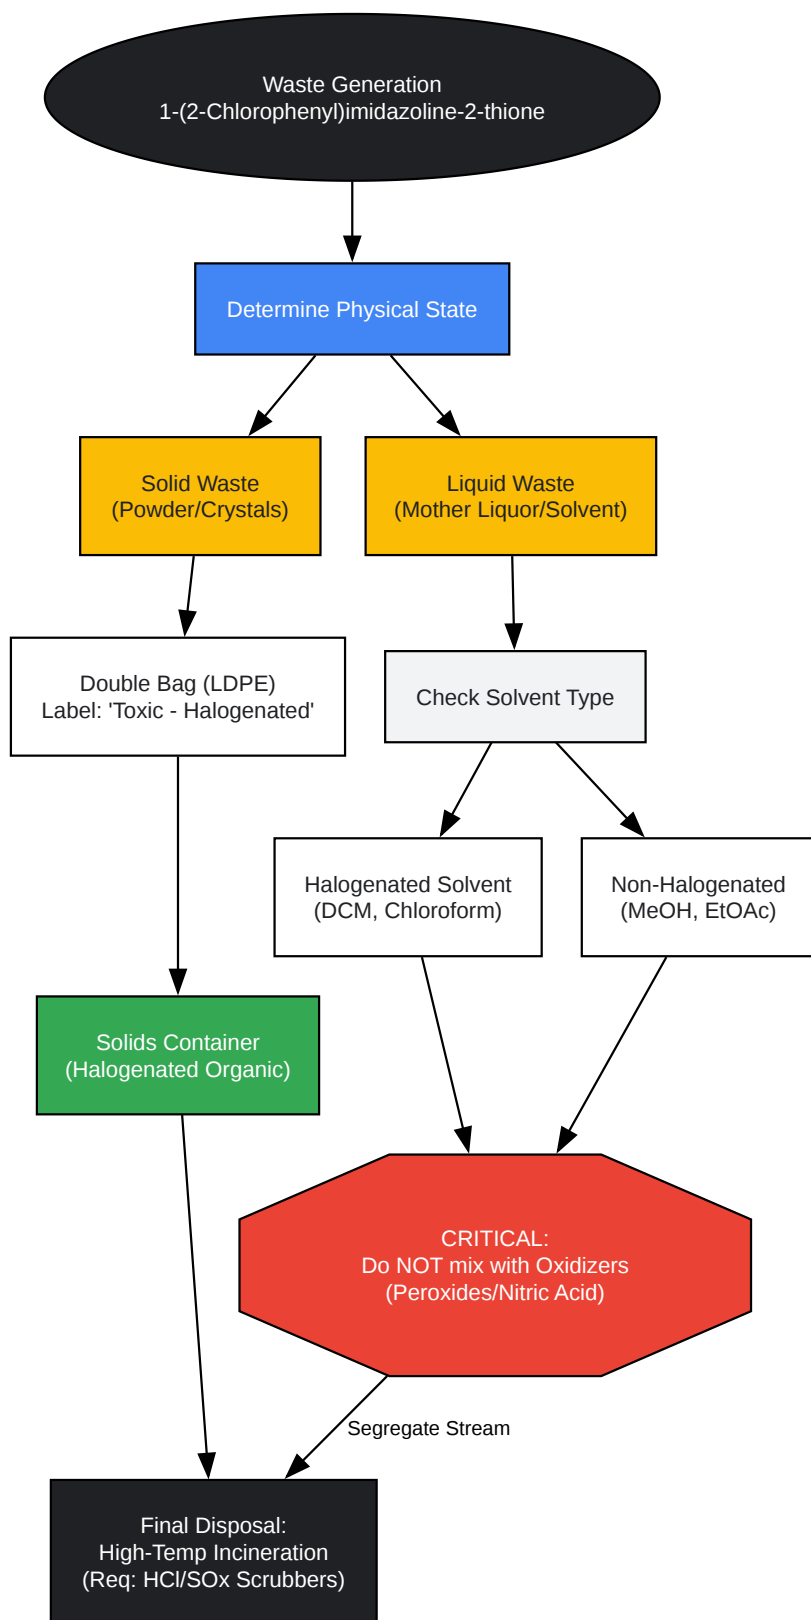 Waste Generation
1-(2-Chlorophenyl)imidazoline-2-thione
Determine Physical State
Solid Waste
(Powder/Crystals)
Liquid Waste
(Mother Liquor/Solvent)
Double Bag (LDPE)
Label: 'Toxic - Halogenated'
Check Solvent Type
Halogenated Solvent
(DCM, Chloroform)
Non-Halogenated
(MeOH, EtOAc)
Solids Container
(Halogenated Organic)
CRITICAL:
Do NOT mix with Oxidizers
(Peroxides/Nitric Acid)
Segregate Stream
Final Disposal:
High-Temp Incineration
(Req: HCl/SOx Scrubbers)